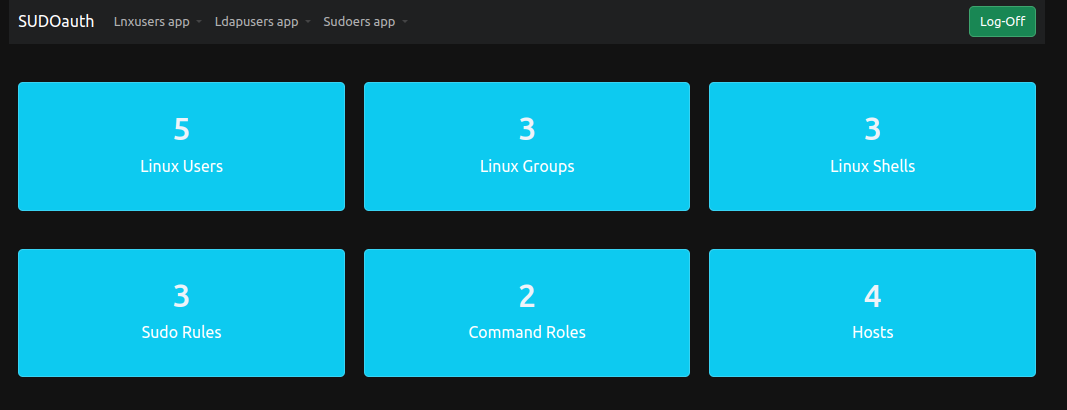 SUDOauth Lnxusers app Ldapusers app Sudoers app Log-Off
5 3 3
Linux Users Linux Groups Linux Shells
3 2 4
Sudo Rules Command Roles Hosts